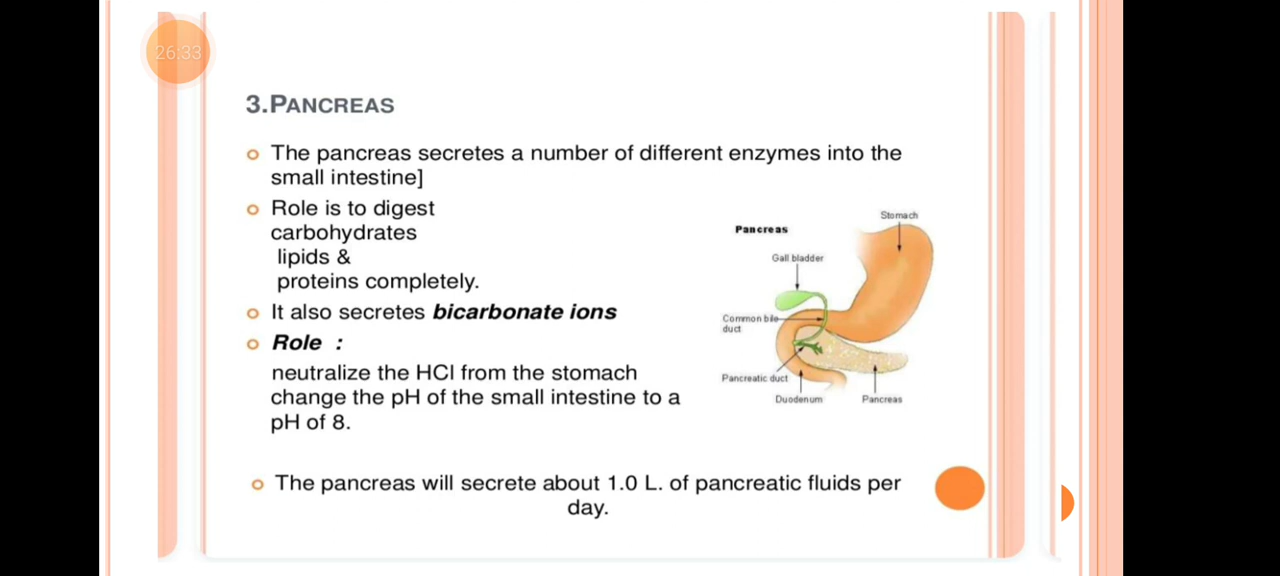 26:33
3.PANCREAS
The pancreas secretes a number of different enzymes into the
small intestine]
Role is to digest
carbohydrates
lipids &
proteins completely.
It also secretes bicarbonate ions
Role :
neutralize the HCl from the stomach
change the pH of the small intestine to a
pH of 8.
Stomach
Pancreas
Gall bladder
Common bile
duct
Pancreatic duct
Duodenum
Pancreas
The pancreas will secrete about 1.0 L. of pancreatic fluids per
day.